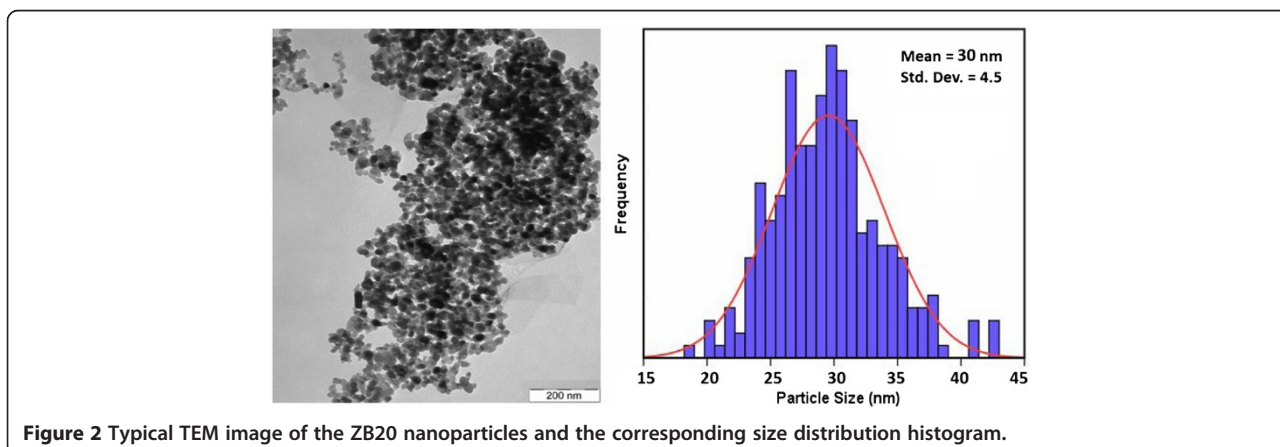 200 nm
Mean = 30 nm
Std. Dev. = 4.5
Frequency
15 20 25 30 35 40 45
Particle Size (nm)
Figure 2 Typical TEM image of the ZB20 nanoparticles and the corresponding size distribution histogram.